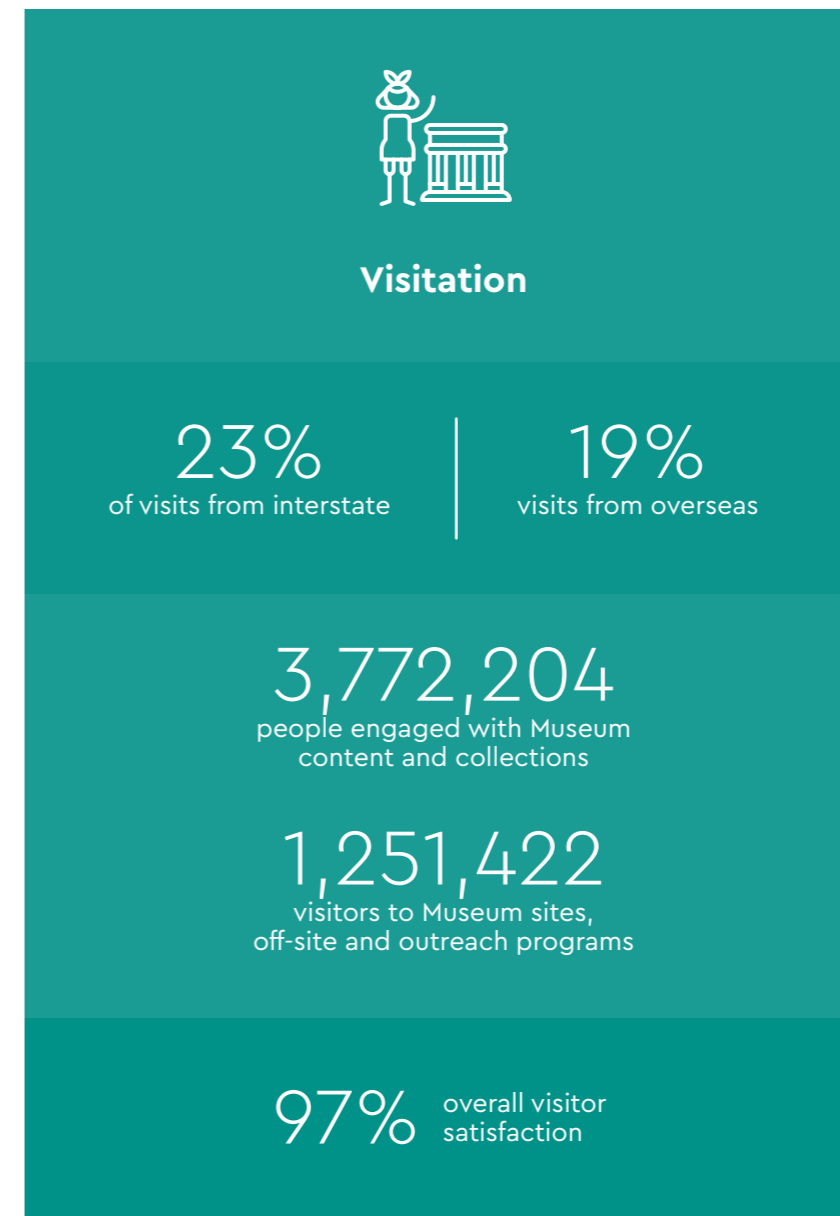 Visitation
23%
of visits from interstate
19%
visits from overseas
3,772,204
people engaged with Museum
content and collections
1,251,422
visitors to Museum sites,
off-site and outreach programs
97%
overall visitor
satisfaction